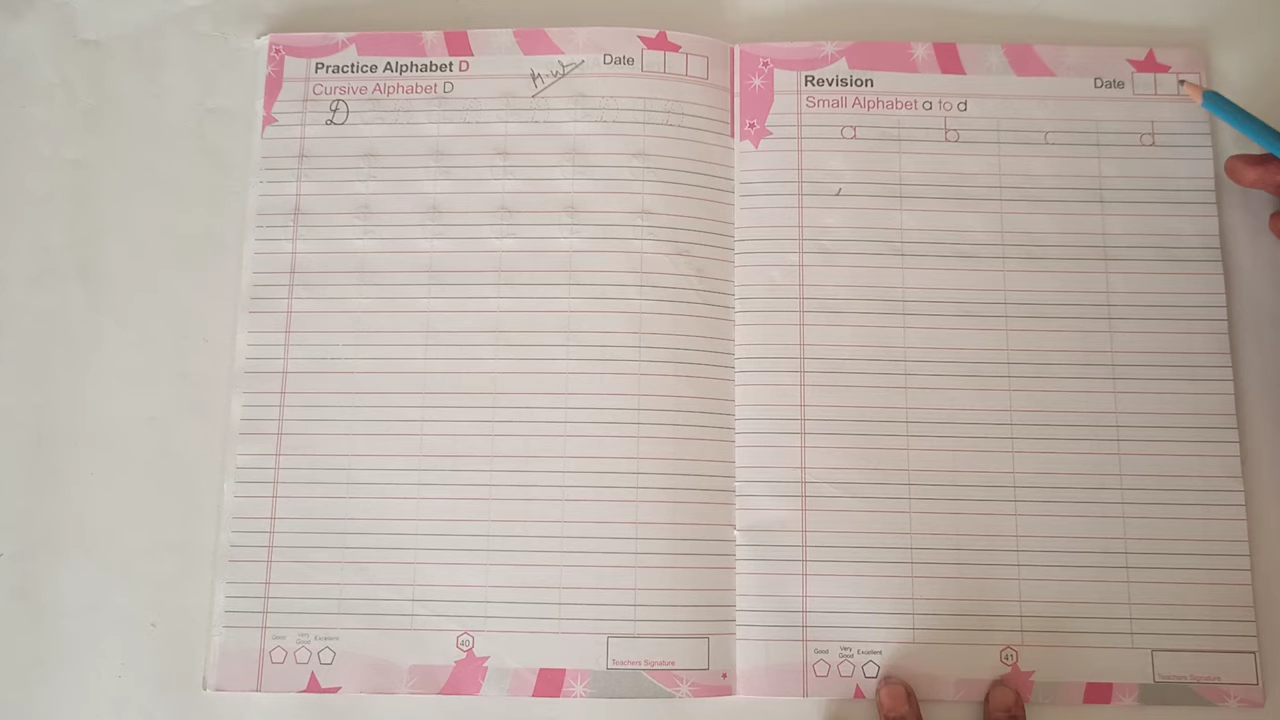 Practice Alphabet D
Cursive Alphabet D
H.W
Date
D D D D D D
Good Very Good Excellent
40
Teachers Signature
Revision
Small Alphabet a to d
Date
a b c d
Good Very Good Excellent
41
Teachers Signature